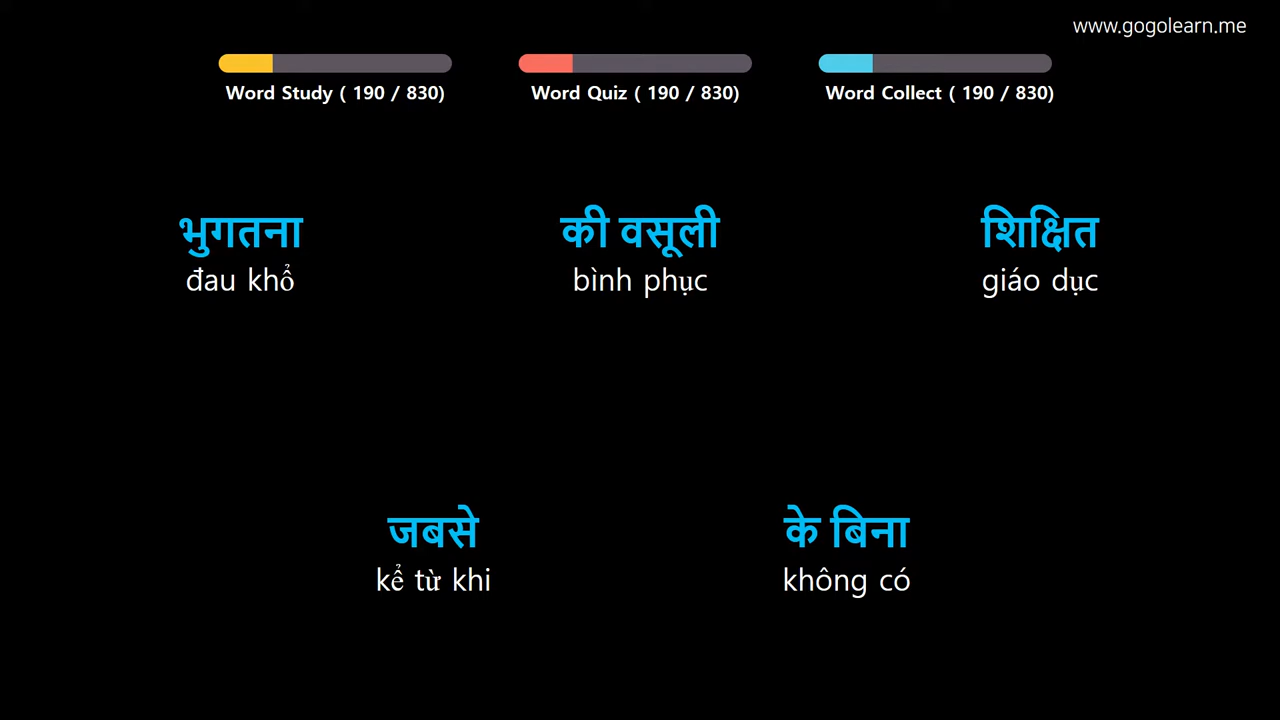 www.gogolearn.me
Word Study ( 190 / 830)
Word Quiz ( 190 / 830)
Word Collect ( 190 / 830)
भुगतना
đau khổ
की वसूली
bình phục
शिक्षित
giáo dục
जबसे
kể từ khi
के बिना
không có